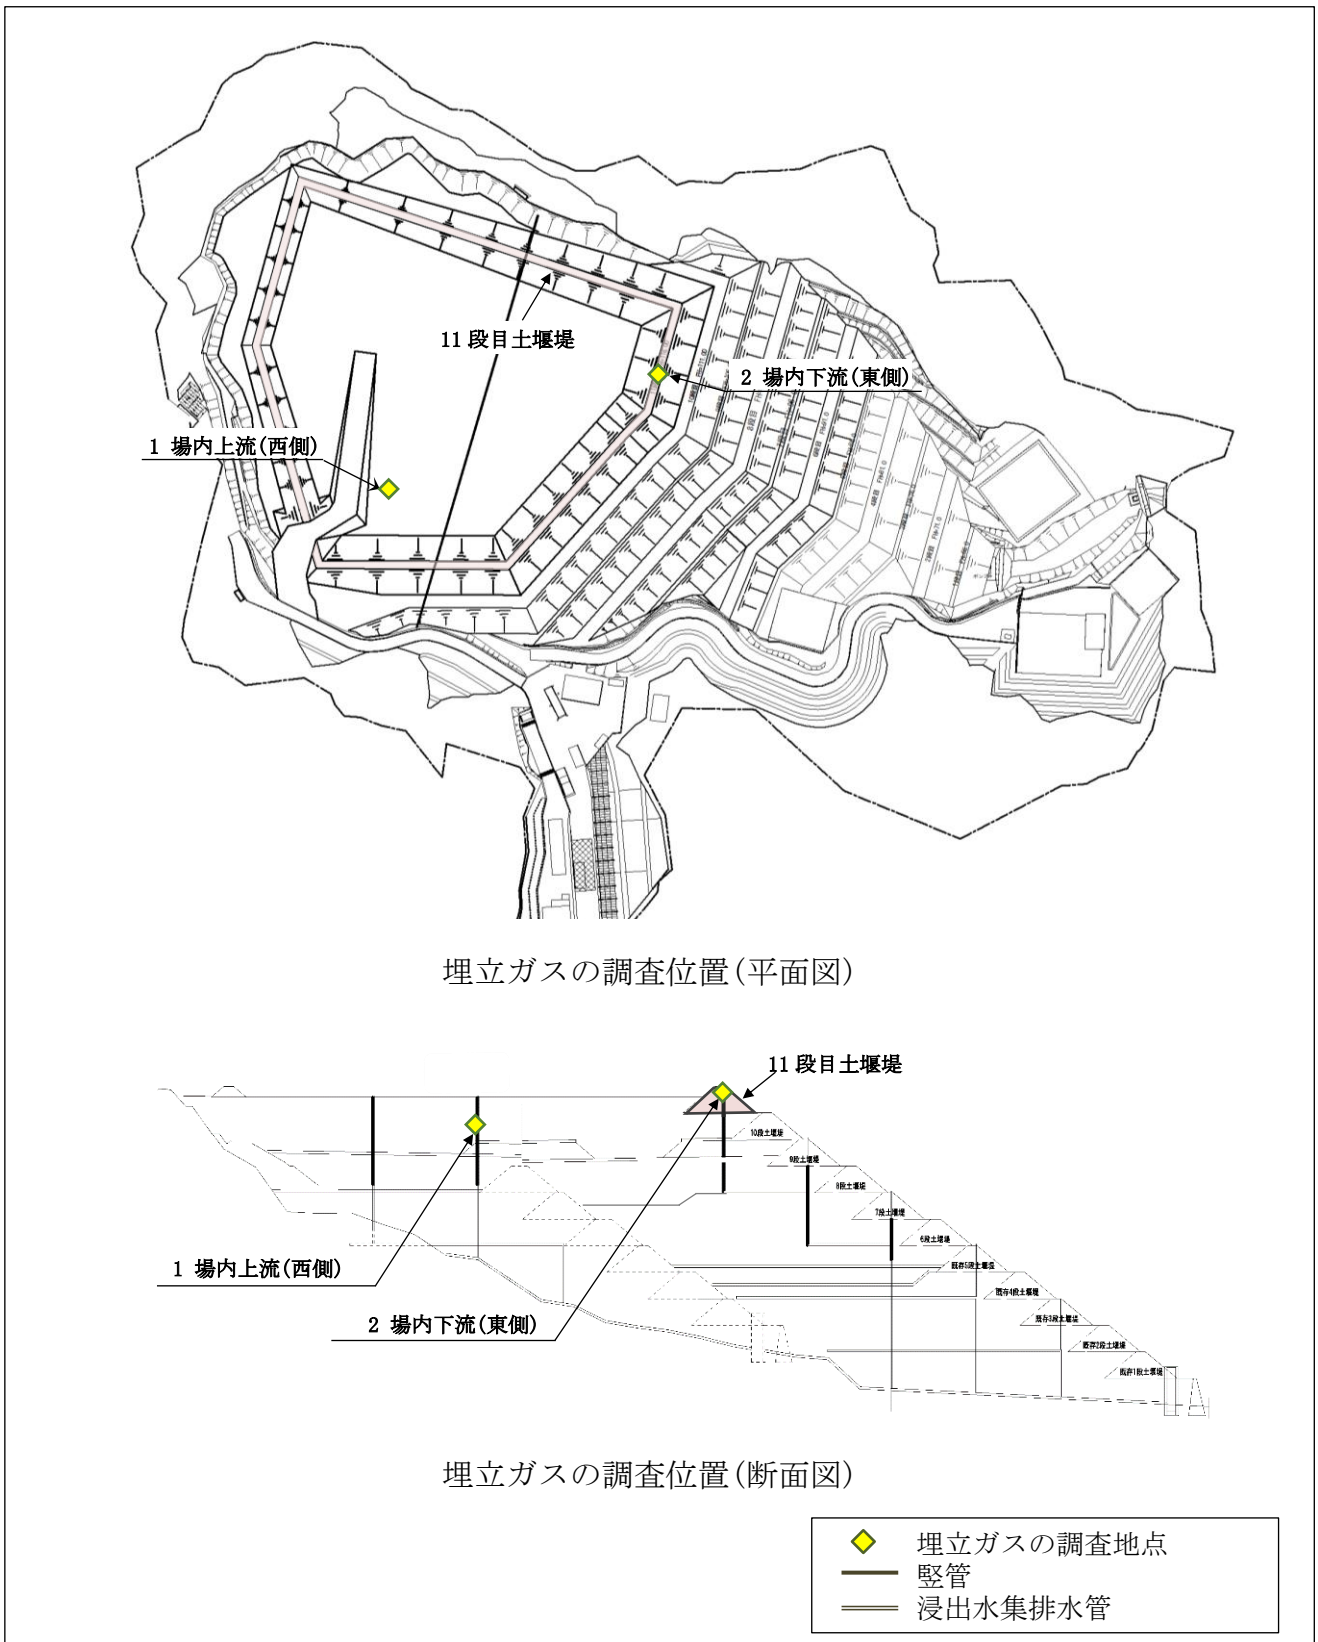 11段目土堰堤
2 場内下流(東側)
1 場内上流(西側)
埋立ガスの調査位置(平面図)
11段目土堰堤
10段土堰堤
9段土堰堤
8段土堰堤
7段土堰堤
6段土堰堤
既存5段土堰堤
既存4段土堰堤
既存3段土堰堤
既存2段土堰堤
既存1段土堰堤
1 場内上流(西側)
2 場内下流(東側)
埋立ガスの調査位置(断面図)
埋立ガスの調査地点
竪管
浸出水集排水管